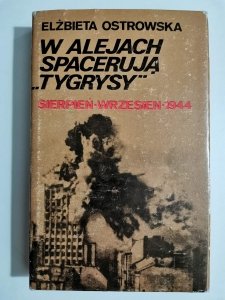 ELŻBIETA OSTROWSKA
W ALEJACH
SPACERUJĄ
„TYGRYSY"
SIERPIEŃ-WRZESIEŃ-1944